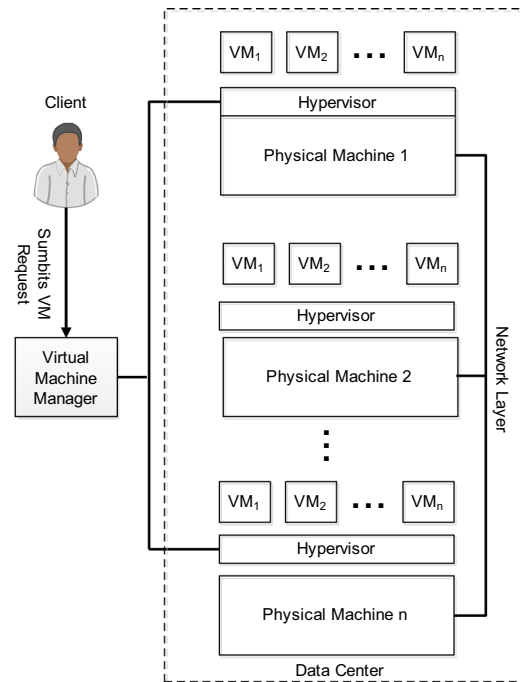 VM₁ VM₂ ... VMₙ
Client
Hypervisor
Physical Machine 1
Sumbits VM
Request
VM₁ VM₂ ... VMₙ
Hypervisor
Virtual
Machine
Manager
Physical Machine 2
Network Layer
VM₁ VM₂ ... VMₙ
Hypervisor
Physical Machine n
Data Center